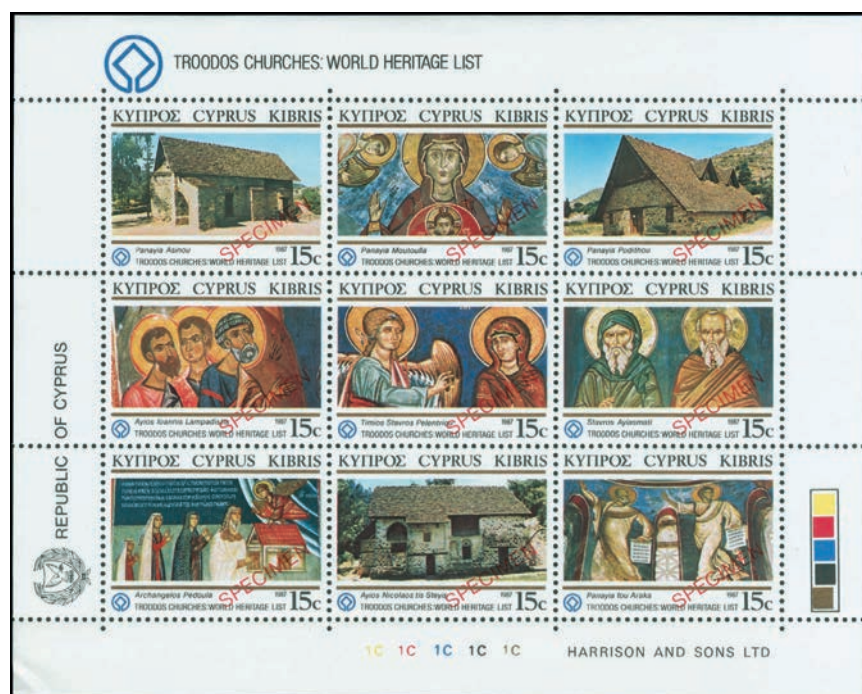 TROODOS CHURCHES: WORLD HERITAGE LIST
ΚΥΠΡΟΣ CYPRUS KIBRIS
SPECIMEN
Panayia Asinou 1987
TROODOS CHURCHES: WORLD HERITAGE LIST 15c
ΚΥΠΡΟΣ CYPRUS KIBRIS
SPECIMEN
Panayia Moutoulla 1987
TROODOS CHURCHES: WORLD HERITAGE LIST 15c
ΚΥΠΡΟΣ CYPRUS KIBRIS
SPECIMEN
Panayia Podithou 1987
TROODOS CHURCHES: WORLD HERITAGE LIST 15c
ΚΥΠΡΟΣ CYPRUS KIBRIS
SPECIMEN
Ayios Ioannis Lampadistis 1987
TROODOS CHURCHES: WORLD HERITAGE LIST 15c
ΚΥΠΡΟΣ CYPRUS KIBRIS
SPECIMEN
Timios Stavros Pelendriou 1987
TROODOS CHURCHES: WORLD HERITAGE LIST 15c
ΚΥΠΡΟΣ CYPRUS KIBRIS
SPECIMEN
Stavros Ayiasmati 1987
TROODOS CHURCHES: WORLD HERITAGE LIST 15c
REPUBLIC OF CYPRUS
ΚΥΠΡΟΣ CYPRUS KIBRIS
SPECIMEN
Archangelos Pedoula 1987
TROODOS CHURCHES: WORLD HERITAGE LIST 15c
ΚΥΠΡΟΣ CYPRUS KIBRIS
SPECIMEN
Ayios Nicolaos tis Steyis 1987
TROODOS CHURCHES: WORLD HERITAGE LIST 15c
ΚΥΠΡΟΣ CYPRUS KIBRIS
SPECIMEN
Panayia tou Araka 1987
TROODOS CHURCHES: WORLD HERITAGE LIST 15c
1C 1C 1C 1C 1C
HARRISON AND SONS LTD